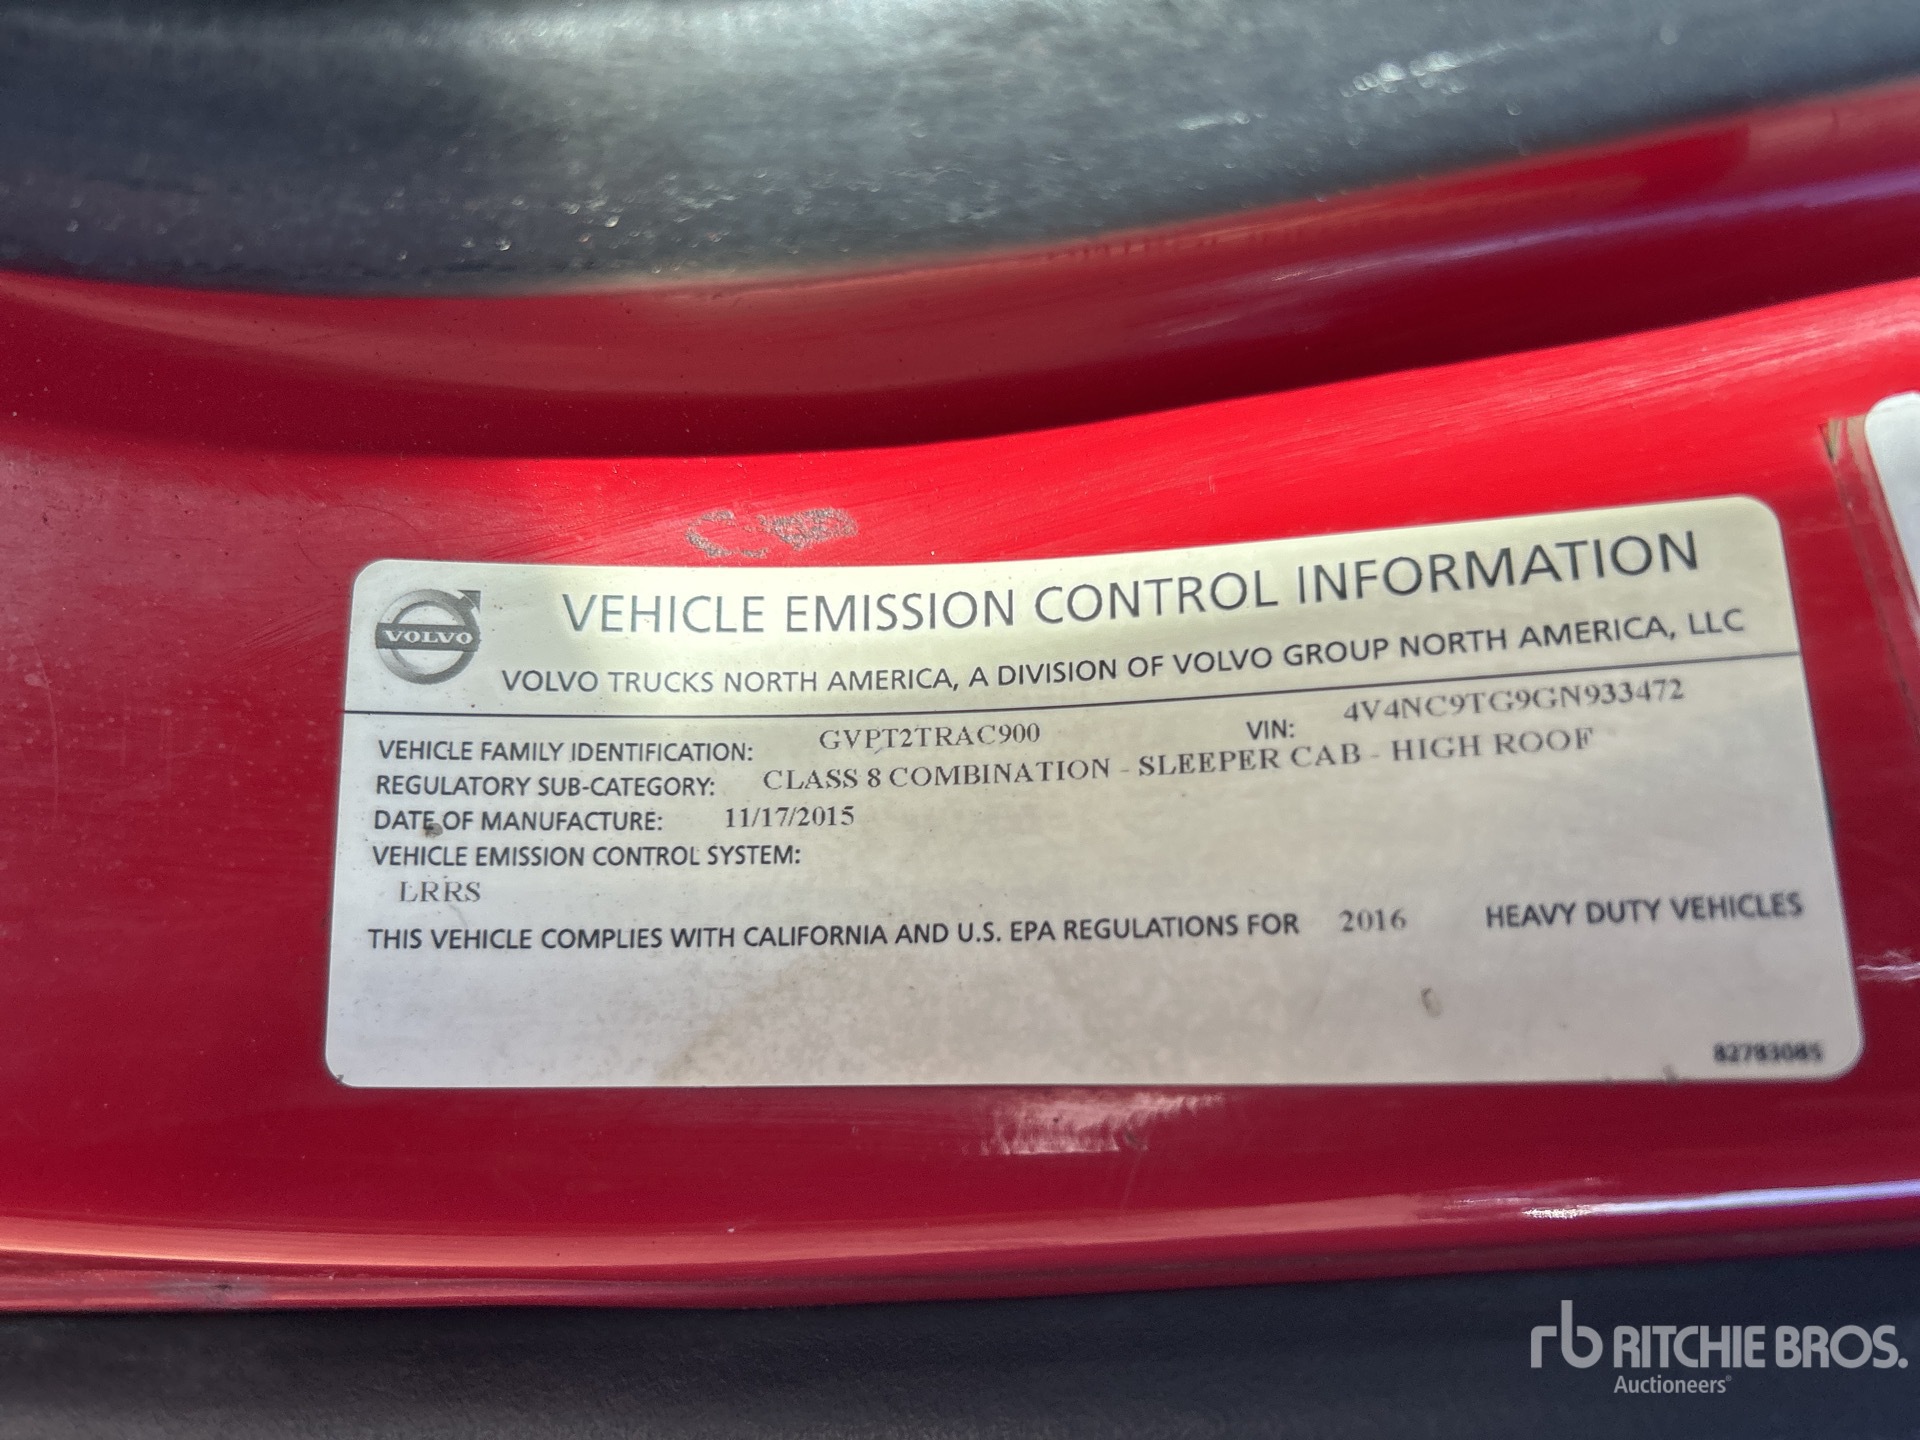 VOLVO
VEHICLE EMISSION CONTROL INFORMATION
VOLVO TRUCKS NORTH AMERICA, A DIVISION OF VOLVO GROUP NORTH AMERICA, LLC
VEHICLE FAMILY IDENTIFICATION: GVPT2TRAC900 VIN: 4V4NC9TG9GN933472
REGULATORY SUB-CATEGORY: CLASS 8 COMBINATION - SLEEPER CAB - HIGH ROOF
DATE OF MANUFACTURE: 11/17/2015
VEHICLE EMISSION CONTROL SYSTEM:
LRRS
THIS VEHICLE COMPLIES WITH CALIFORNIA AND U.S. EPA REGULATIONS FOR 2016 HEAVY DUTY VEHICLES
82793085
rb RITCHIE BROS.
Auctioneers®